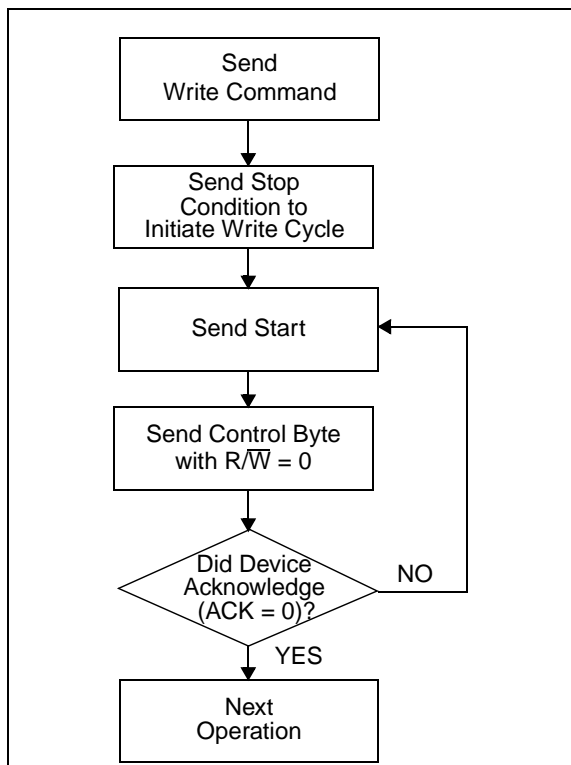 Send
Write Command
Send Stop
Condition to
Initiate Write Cycle
Send Start
Send Control Byte
with R/W̅ = 0
Did Device
Acknowledge
(ACK = 0)?
NO
YES
Next
Operation